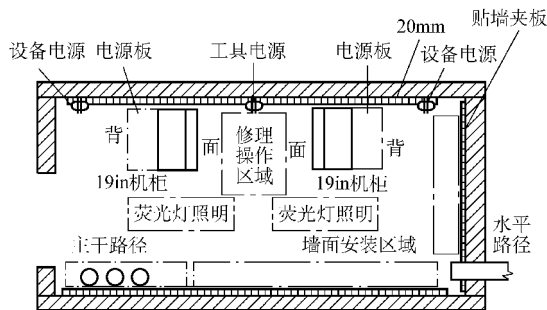 贴墙夹板
20mm
设备电源 电源板 工具电源 电源板 设备电源
背 面 修理 面 背
操作
区域
19in机柜 19in机柜
荧光灯照明 荧光灯照明
主干路径 墙面安装区域 水平
路径